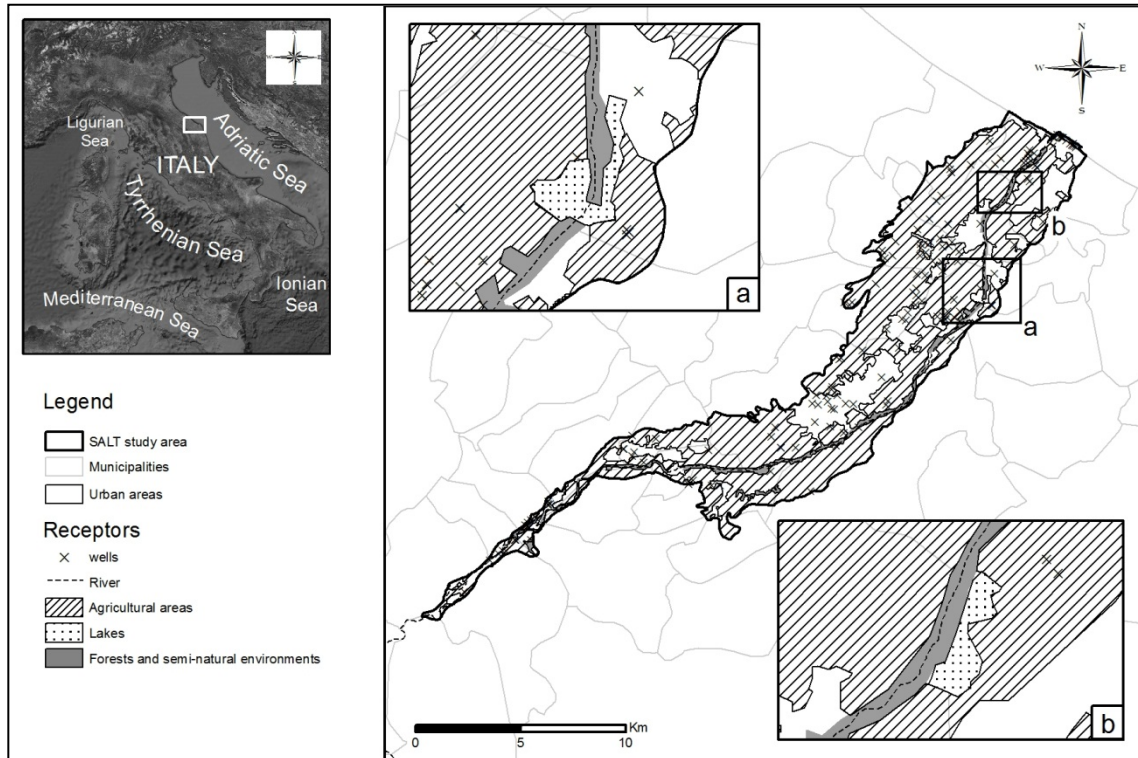 Ligurian
Sea
Adriatic Sea
ITALY
Tyrrhenian Sea
Ionian
Sea
Mediterranean Sea
Legend
SALT study area
Municipalities
Urban areas
Receptors
wells
River
Agricultural areas
Lakes
Forests and semi-natural environments
a
N
W E
S
b
a
b
Km
0 5 10